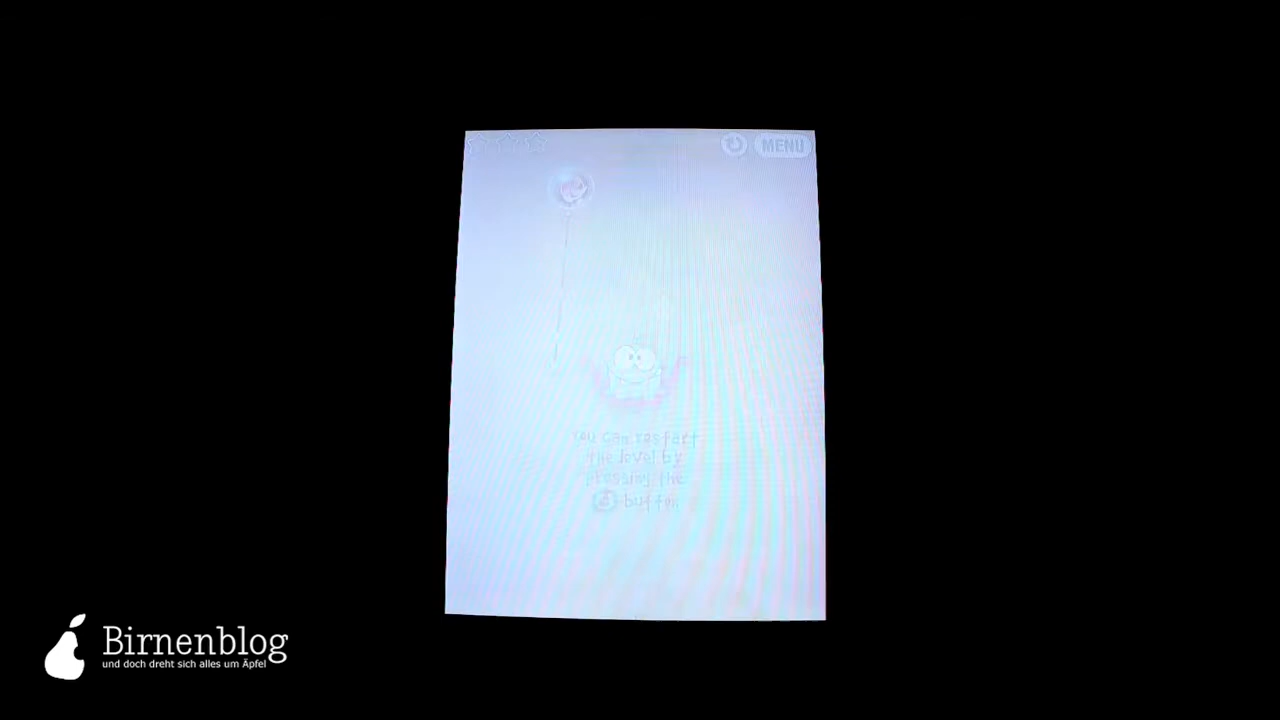 MENU
You can restart
the level by
pressing the
button.
Birnenblog
und doch dreht sich alles um Äpfel